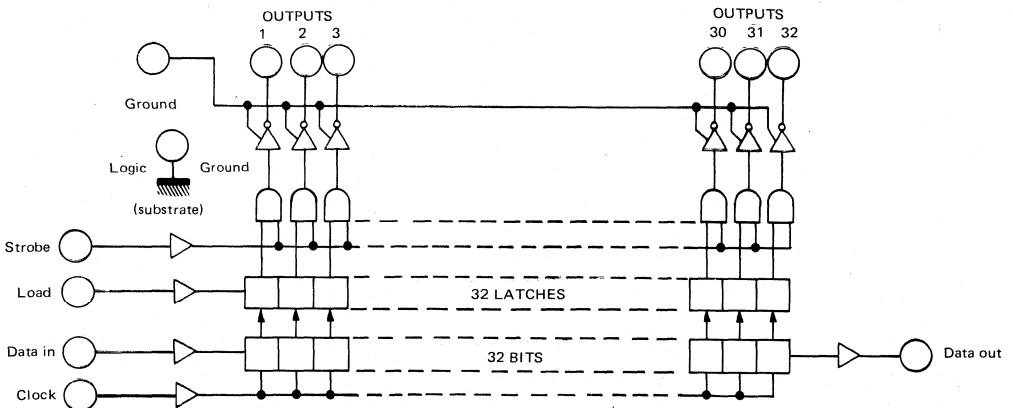 OUTPUTS
1 2 3
OUTPUTS
30 31 32
Ground
Logic Ground
(substrate)
Strobe
Load
32 LATCHES
Data in
32 BITS
Data out
Clock